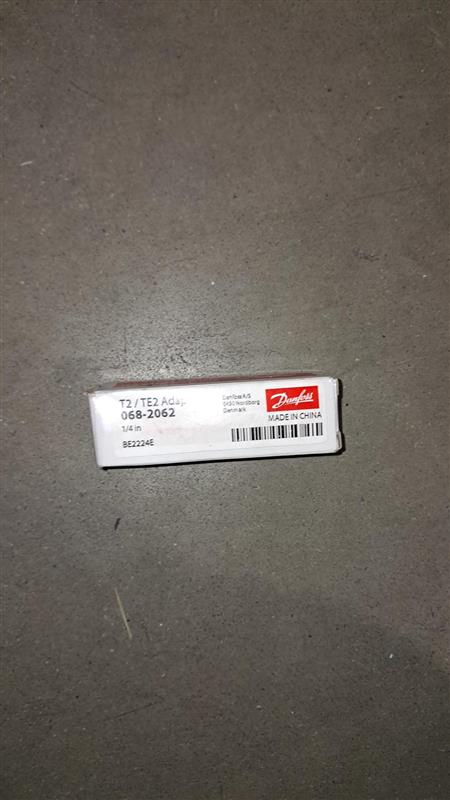 T2 / TE2 Adap
068-2062
1/4 in
BE2224E
Danfoss A/S
6430 Nordborg
Denmark
Danfoss
MADE IN CHINA